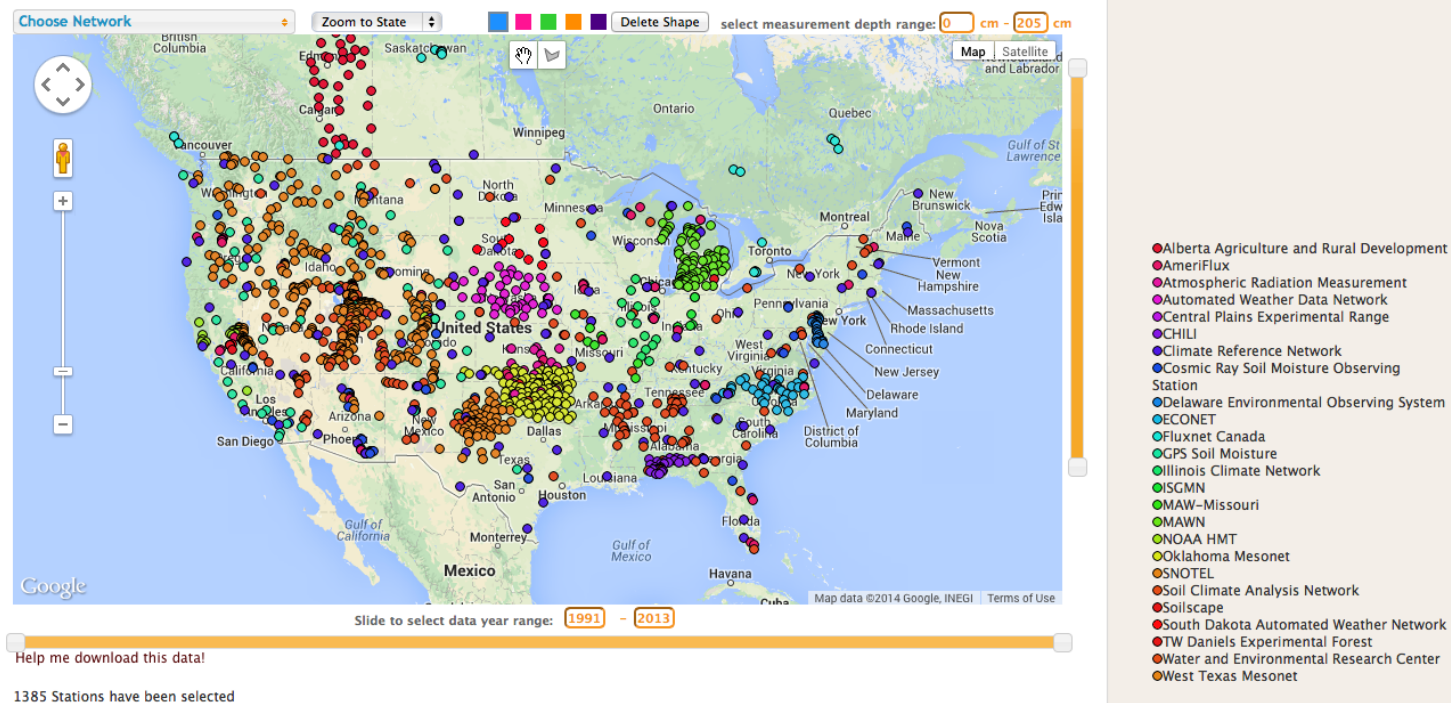 Choose Network
Zoom to State
Delete Shape
select measurement depth range: 0 cm - 205 cm
Map
Satellite
British
Columbia
Saskatchewan
and Labrador
Ontario
Quebec
Winnipeg
Vancouver
Gulf of St
Lawrence
North
Dakota
Montana
Minnesota
New
Brunswick
Prin
Edw
Isla
Montreal
Maine
Nova
Scotia
Wisconsin
Toronto
Vermont
New
Hampshire
Idaho
New York
Massachusetts
Pennsylvania
Rhode Island
United States
New York
Connecticut
West
Virginia
New Jersey
Missouri
Kentucky
Virginia
California
Delaware
Tennessee
Maryland
Los
Angeles
Arizona
New
Mexico
Dallas
Mississippi
South
Carolina
District of
Columbia
San Diego
Alabama
Georgia
Texas
Louisiana
San
Antonio
Houston
Florida
Gulf of
California
Monterrey
Gulf of
Mexico
Mexico
Havana
Cuba
Google
Map data ©2014 Google, INEGI
Terms of Use
Slide to select data year range: 1991 - 2013
Help me download this data!
1385 Stations have been selected
Alberta Agriculture and Rural Development
AmeriFlux
Atmospheric Radiation Measurement
Automated Weather Data Network
Central Plains Experimental Range
CHILI
Climate Reference Network
Cosmic Ray Soil Moisture Observing
Station
Delaware Environmental Observing System
ECONET
Fluxnet Canada
GPS Soil Moisture
Illinois Climate Network
ISGMN
MAW-Missouri
MAWN
NOAA HMT
Oklahoma Mesonet
SNOTEL
Soil Climate Analysis Network
Soilscape
South Dakota Automated Weather Network
TW Daniels Experimental Forest
Water and Environmental Research Center
West Texas Mesonet